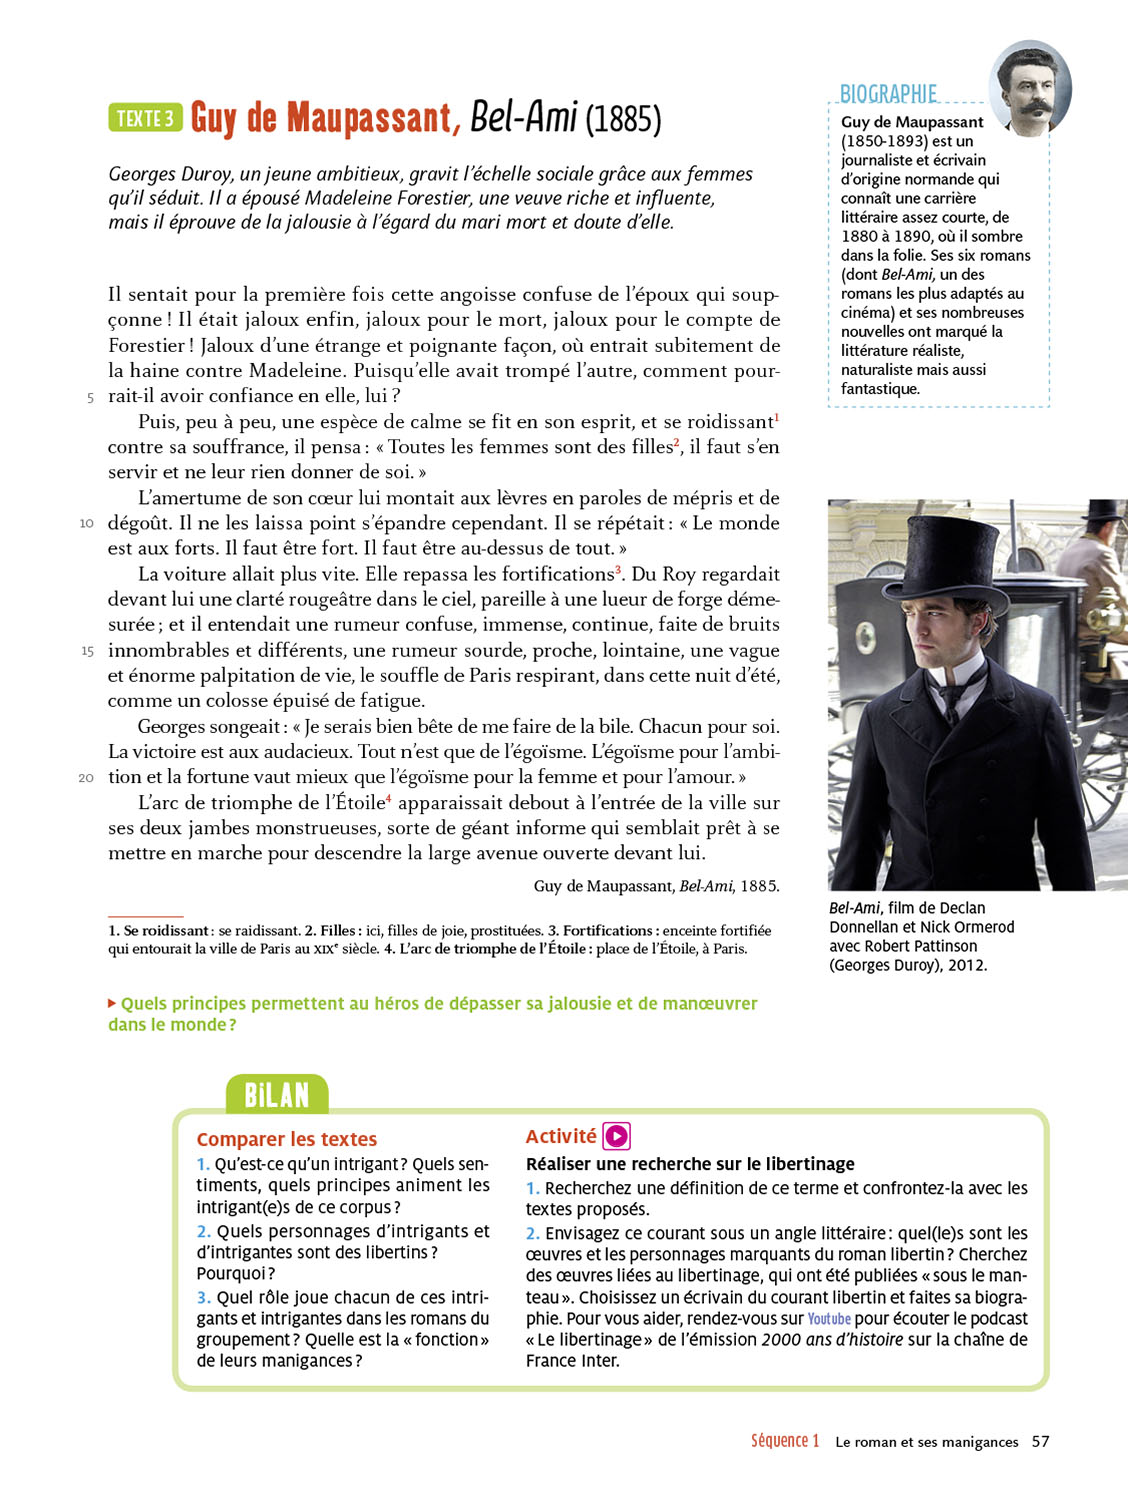 TEXTE 3 Guy de Maupassant, Bel-Ami (1885)
Georges Duroy, un jeune ambitieux, gravit l’échelle sociale grâce aux femmes
qu’il séduit. Il a épousé Madeleine Forestier, une veuve riche et influente,
mais il éprouve de la jalousie à l’égard du mari mort et doute d’elle.
Il sentait pour la première fois cette angoisse confuse de l’époux qui soup-
çonne ! Il était jaloux enfin, jaloux pour le mort, jaloux pour le compte de
Forestier ! Jaloux d’une étrange et poignante façon, où entrait subitement de
la haine contre Madeleine. Puisqu’elle avait trompé l’autre, comment pour-
5 rait-il avoir confiance en elle, lui ?
Puis, peu à peu, une espèce de calme se fit en son esprit, et se roidissant1
contre sa souffrance, il pensa : « Toutes les femmes sont des filles2, il faut s’en
servir et ne leur rien donner de soi. »
L’amertume de son cœur lui montait aux lèvres en paroles de mépris et de
10 dégoût. Il ne les laissa point s’épandre cependant. Il se répétait : « Le monde
est aux forts. Il faut être fort. Il faut être au-dessus de tout. »
La voiture allait plus vite. Elle repassa les fortifications3. Du Roy regardait
devant lui une clarté rougeâtre dans le ciel, pareille à une lueur de forge déme-
surée ; et il entendait une rumeur confuse, immense, continue, faite de bruits
15 innombrables et différents, une rumeur sourde, proche, lointaine, une vague
et énorme palpitation de vie, le souffle de Paris respirant, dans cette nuit d’été,
comme un colosse épuisé de fatigue.
Georges songeait : « Je serais bien bête de me faire de la bile. Chacun pour soi.
La victoire est aux audacieux. Tout n’est que de l’égoïsme. L’égoïsme pour l’ambi-
20 tion et la fortune vaut mieux que l’égoïsme pour la femme et pour l’amour. »
L’arc de triomphe de l’Étoile4 apparaissait debout à l’entrée de la ville sur
ses deux jambes monstrueuses, sorte de géant informe qui semblait prêt à se
mettre en marche pour descendre la large avenue ouverte devant lui.
Guy de Maupassant, Bel-Ami, 1885.
1. Se roidissant : se raidissant. 2. Filles : ici, filles de joie, prostituées. 3. Fortifications : enceinte fortifiée
qui entourait la ville de Paris au XIXe siècle. 4. L’arc de triomphe de l’Étoile : place de l’Étoile, à Paris.
Quels principes permettent au héros de dépasser sa jalousie et de manœuvrer
dans le monde ?
BIOGRAPHIE
Guy de Maupassant
(1850-1893) est un
journaliste et écrivain
d’origine normande qui
connaît une carrière
littéraire assez courte, de
1880 à 1890, où il sombre
dans la folie. Ses six romans
(dont Bel-Ami, un des
romans les plus adaptés au
cinéma) et ses nombreuses
nouvelles ont marqué la
littérature réaliste,
naturaliste mais aussi
fantastique.
Bel-Ami, film de Declan
Donnellan et Nick Ormerod
avec Robert Pattinson
(Georges Duroy), 2012.
BiLAN
Comparer les textes
1. Qu’est-ce qu’un intrigant ? Quels sen-
timents, quels principes animent les
intrigant(e)s de ce corpus ?
2. Quels personnages d’intrigants et
d’intrigantes sont des libertins ?
Pourquoi ?
3. Quel rôle joue chacun de ces intri-
gants et intrigantes dans les romans du
groupement ? Quelle est la « fonction »
de leurs manigances ?
Activité
Réaliser une recherche sur le libertinage
1. Recherchez une définition de ce terme et confrontez-la avec les
textes proposés.
2. Envisagez ce courant sous un angle littéraire : quel(le)s sont les
œuvres et les personnages marquants du roman libertin ? Cherchez
des œuvres liées au libertinage, qui ont été publiées « sous le man-
teau ». Choisissez un écrivain du courant libertin et faites sa biogra-
phie. Pour vous aider, rendez-vous sur Youtube pour écouter le podcast
« Le libertinage » de l’émission 2000 ans d’histoire sur la chaîne de
France Inter.
Séquence 1 Le roman et ses manigances 57